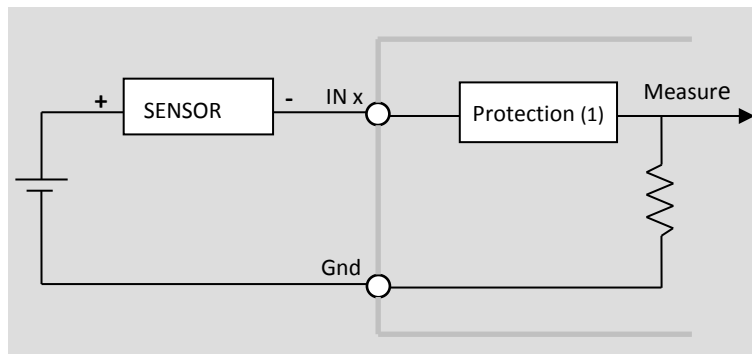 + SENSOR - IN x
Protection (1)
Measure
Gnd